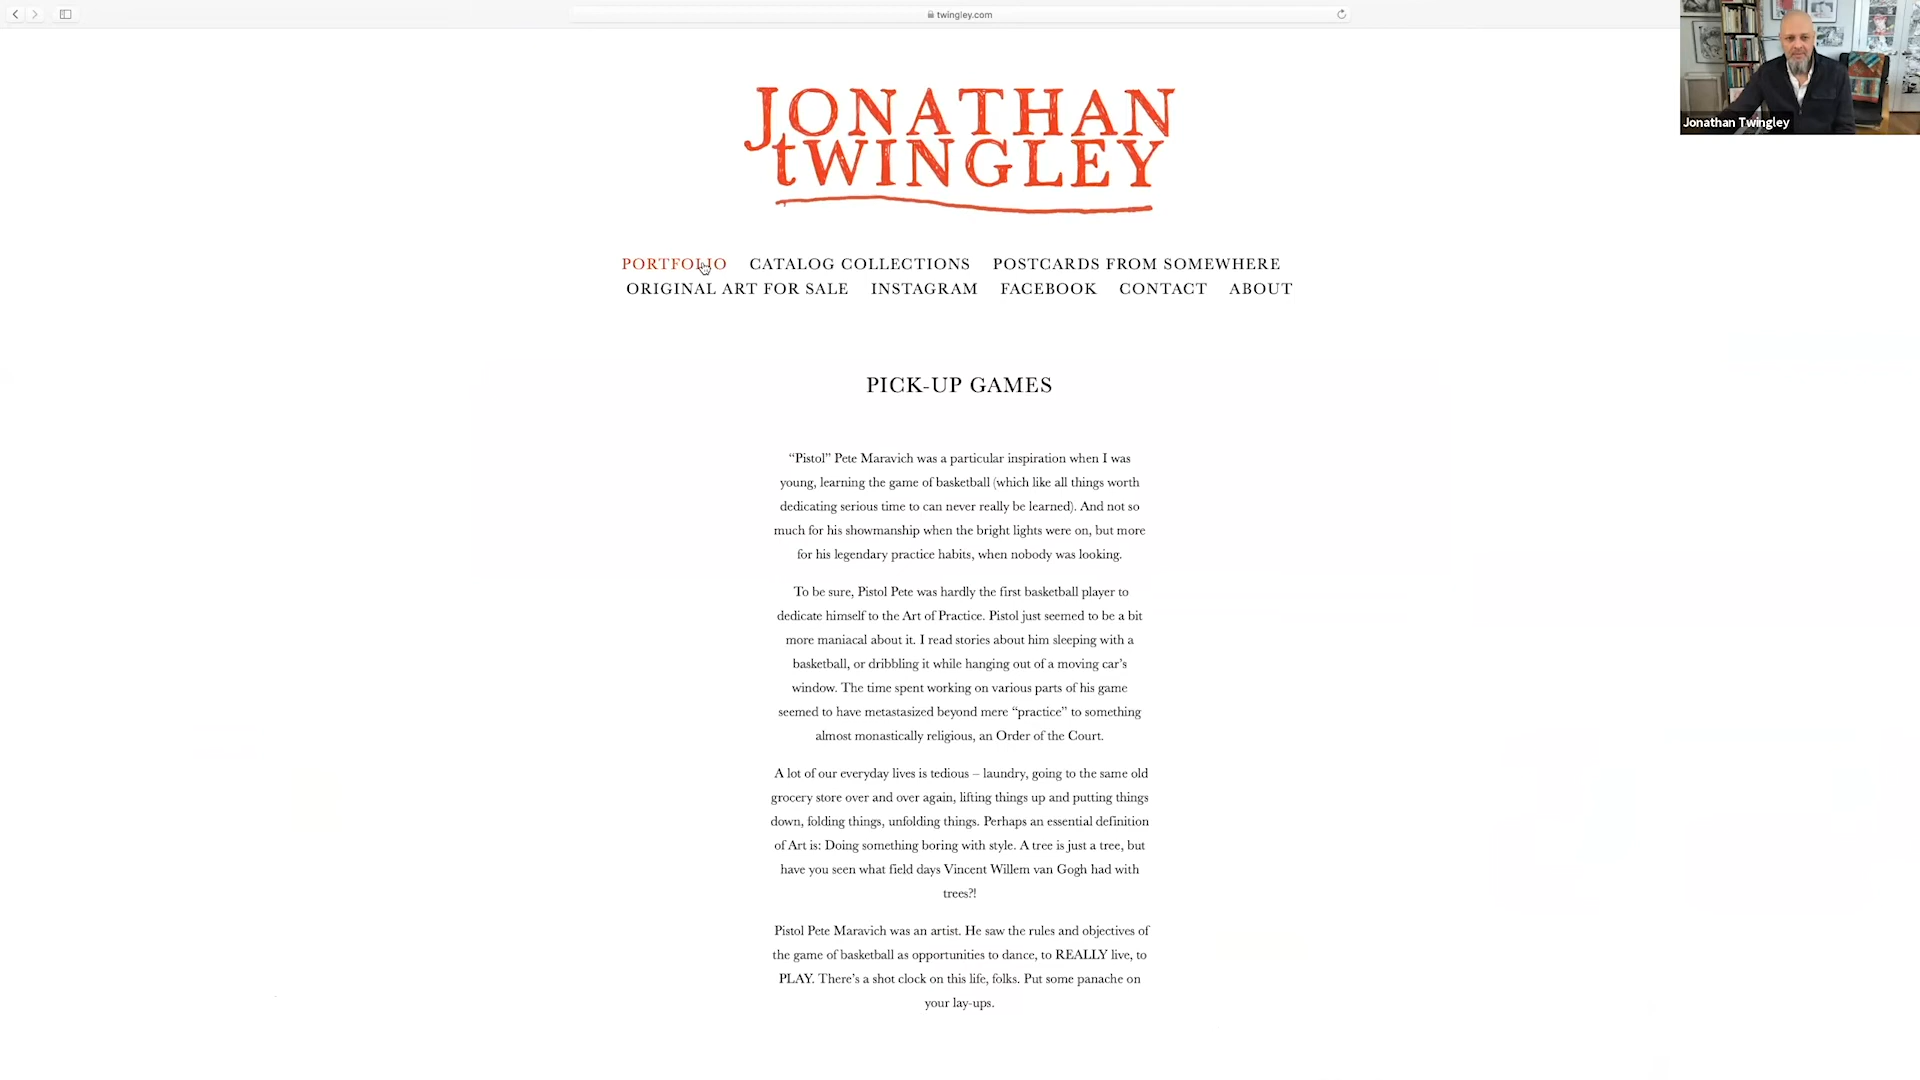 twingley.com
Jonathan Twingley
JONATHAN
tWINGLEY
PORTFOLIO CATALOG COLLECTIONS POSTCARDS FROM SOMEWHERE
ORIGINAL ART FOR SALE INSTAGRAM FACEBOOK CONTACT ABOUT
PICK-UP GAMES
“Pistol” Pete Maravich was a particular inspiration when I was
young, learning the game of basketball (which like all things worth
dedicating serious time to can never really be learned). And not so
much for his showmanship when the bright lights were on, but more
for his legendary practice habits, when nobody was looking.
To be sure, Pistol Pete was hardly the first basketball player to
dedicate himself to the Art of Practice. Pistol just seemed to be a bit
more maniacal about it. I read stories about him sleeping with a
basketball, or dribbling it while hanging out of a moving car’s
window. The time spent working on various parts of his game
seemed to have metastasized beyond mere “practice” to something
almost monastically religious, an Order of the Court.
A lot of our everyday lives is tedious – laundry, going to the same old
grocery store over and over again, lifting things up and putting things
down, folding things, unfolding things. Perhaps an essential definition
of Art is: Doing something boring with style. A tree is just a tree, but
have you seen what field days Vincent Willem van Gogh had with
trees?!
Pistol Pete Maravich was an artist. He saw the rules and objectives of
the game of basketball as opportunities to dance, to REALLY live, to
PLAY. There’s a shot clock on this life, folks. Put some panache on
your lay-ups.